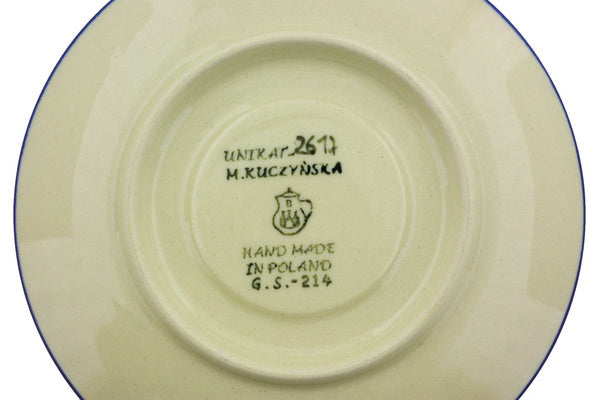 UNIKAT 2617
M.KUCZYŃSKA
B
HAND MADE
IN POLAND
G.S.-214